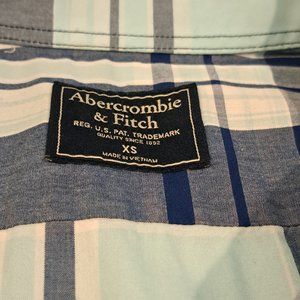 Abercrombie
& Fitch
REG. U.S. PAT. TRADEMARK
QUALITY SINCE 1892
XS
MADE IN VIETNAM